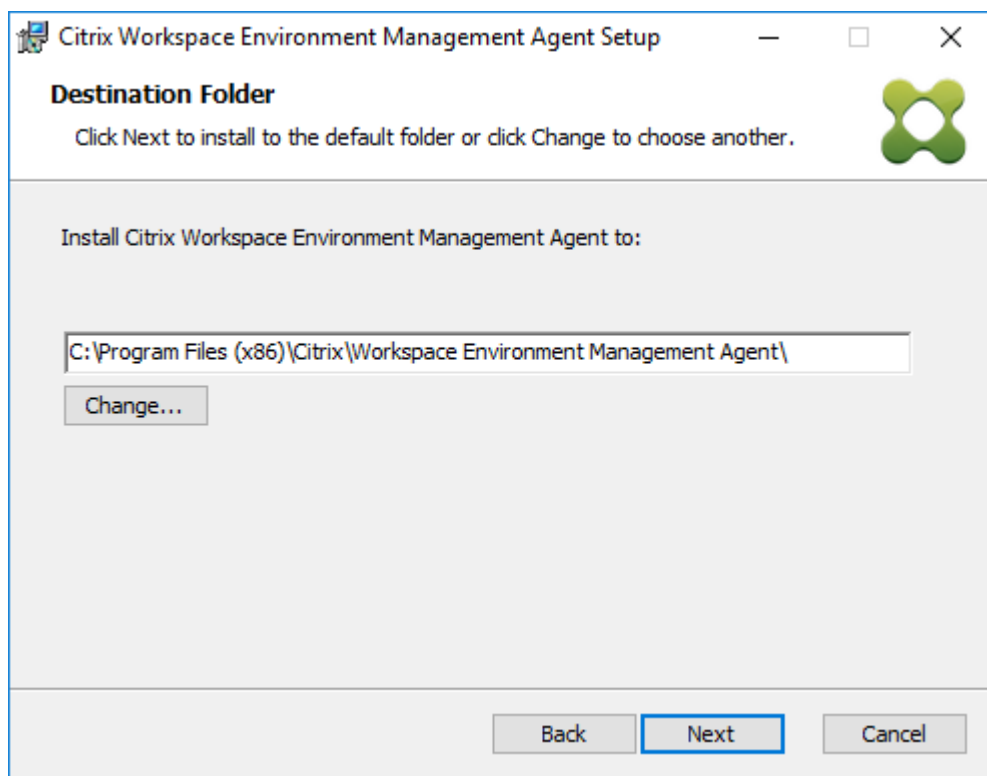 Citrix Workspace Environment Management Agent Setup
Destination Folder
Click Next to install to the default folder or click Change to choose another.
Install Citrix Workspace Environment Management Agent to:
C:\Program Files (x86)\Citrix\Workspace Environment Management Agent\
Change...
Back Next Cancel